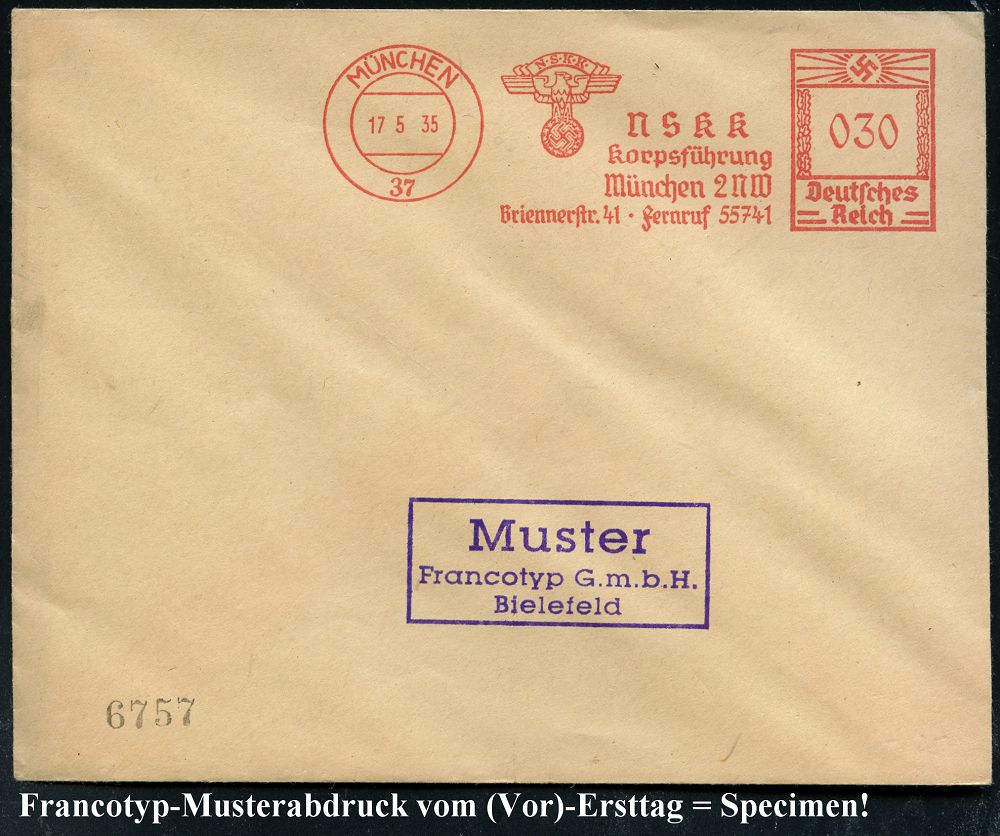 MÜNCHEN
17 5 35
37
N·S·K·K
NSKK
Korpsführung
München 2 NW
Briennerstr. 41 · Fernruf 55741
030
Deutsches
Reich
Muster
Francotyp G.m.b.H.
Bielefeld
6757
Francotyp-Musterabdruck vom (Vor)-Ersttag = Specimen!